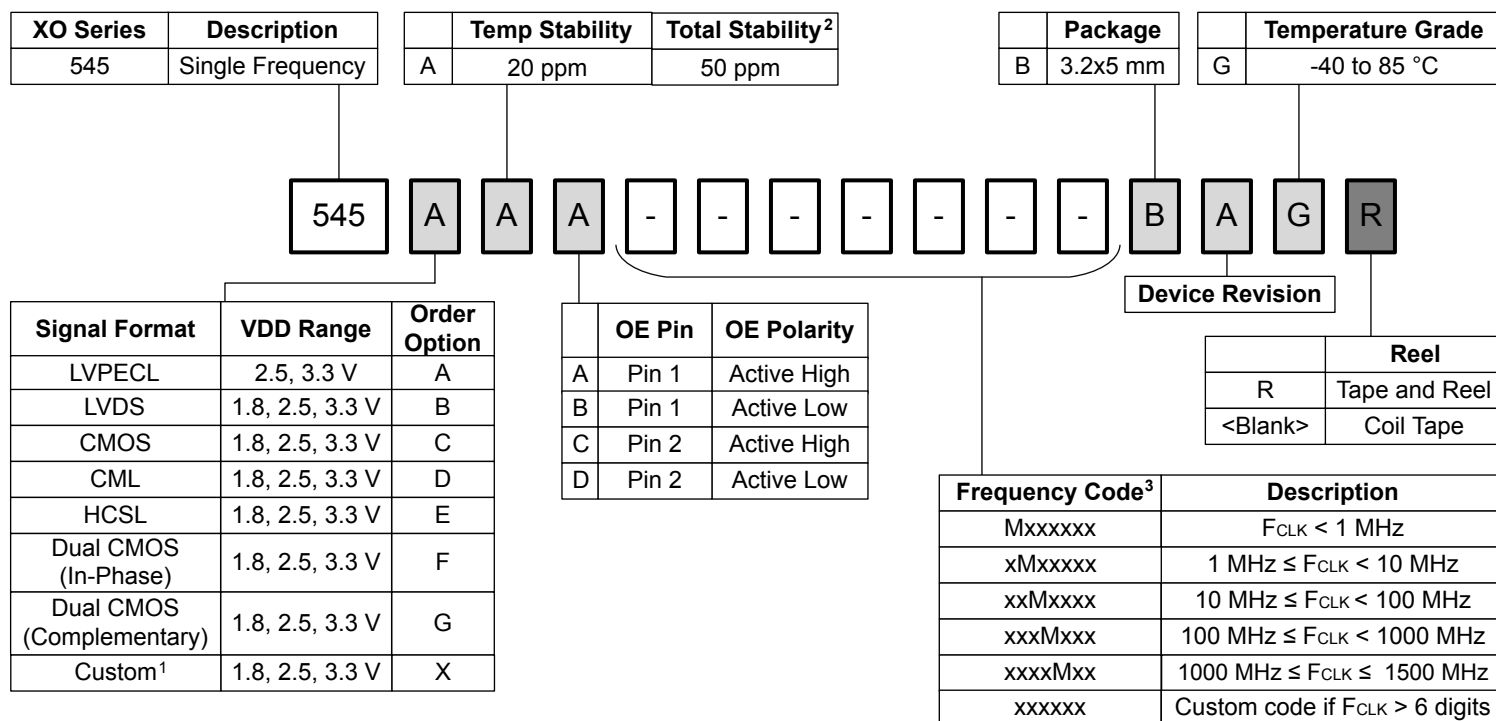 XO Series Description
545 Single Frequency
Temp Stability Total Stability²
A 20 ppm 50 ppm
Package
B 3.2x5 mm
Temperature Grade
G -40 to 85 °C
545 A A A - - - - - - - B A G R
Device Revision
Signal Format VDD Range Order Option
LVPECL 2.5, 3.3 V A
LVDS 1.8, 2.5, 3.3 V B
CMOS 1.8, 2.5, 3.3 V C
CML 1.8, 2.5, 3.3 V D
HCSL 1.8, 2.5, 3.3 V E
Dual CMOS (In-Phase) 1.8, 2.5, 3.3 V F
Dual CMOS (Complementary) 1.8, 2.5, 3.3 V G
Custom¹ 1.8, 2.5, 3.3 V X
OE Pin OE Polarity
A Pin 1 Active High
B Pin 1 Active Low
C Pin 2 Active High
D Pin 2 Active Low
Reel
R Tape and Reel
<Blank> Coil Tape
Frequency Code³ Description
Mxxxxxx FCLK < 1 MHz
xMxxxxx 1 MHz ≤ FCLK < 10 MHz
xxMxxxx 10 MHz ≤ FCLK < 100 MHz
xxxMxxx 100 MHz ≤ FCLK < 1000 MHz
xxxxMxx 1000 MHz ≤ FCLK ≤ 1500 MHz
xxxxxx Custom code if FCLK > 6 digits